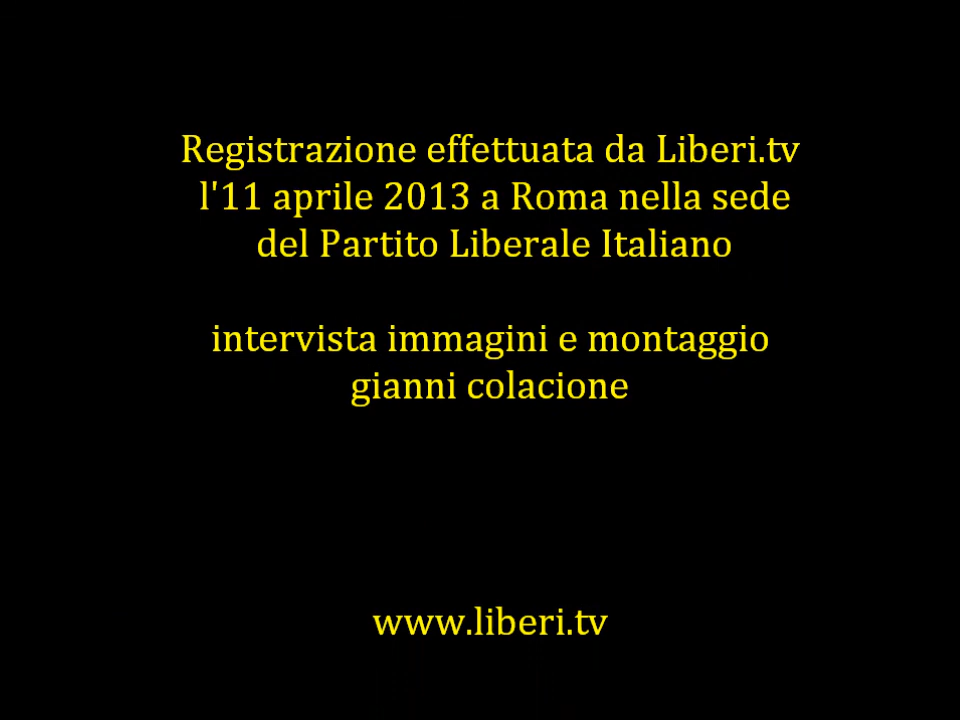 Registrazione effettuata da Liberi.tv
l'11 aprile 2013 a Roma nella sede
del Partito Liberale Italiano
intervista immagini e montaggio
gianni colacione
www.liberi.tv